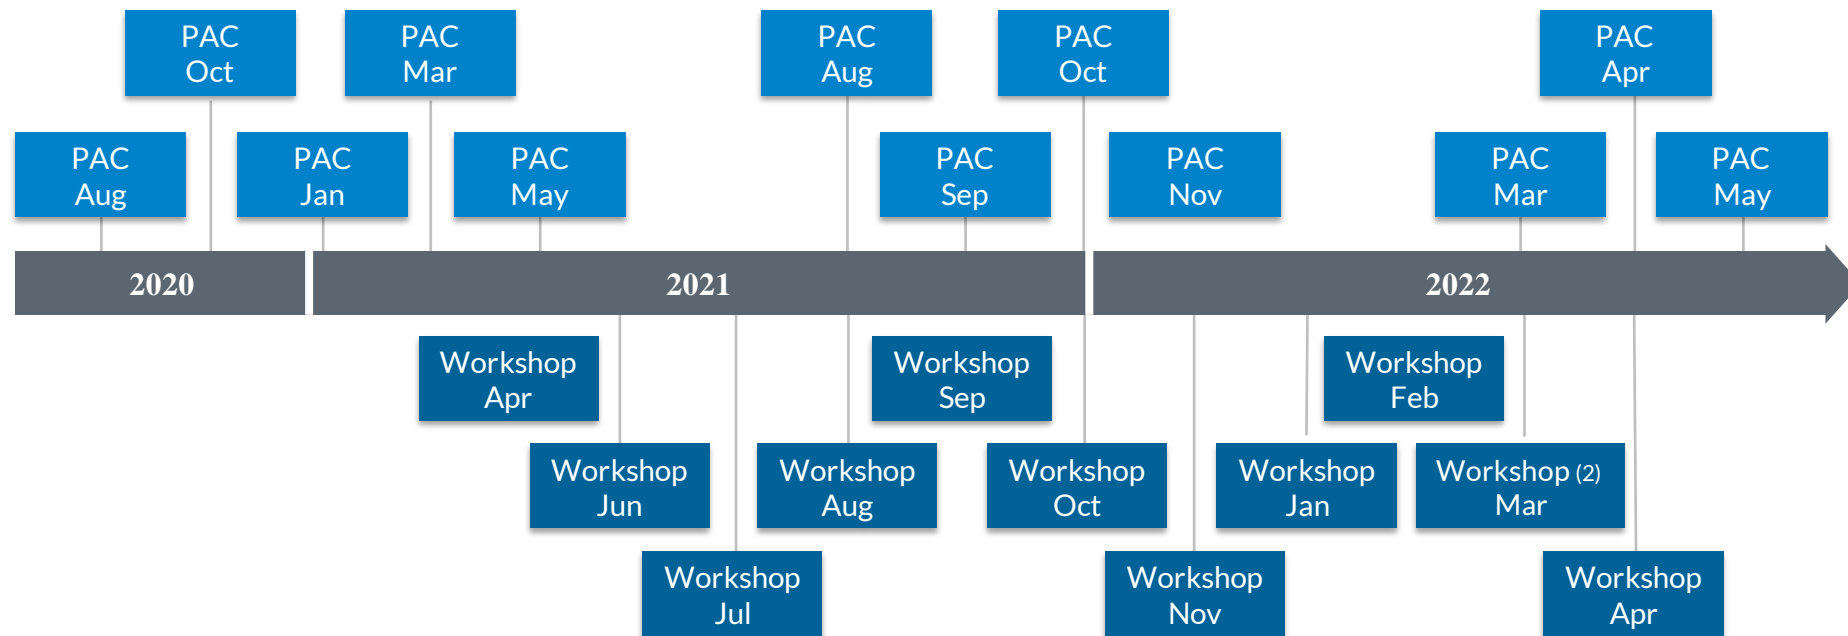 PAC
Oct
PAC
Mar
PAC
Aug
PAC
Oct
PAC
Apr
PAC
Aug
PAC
Jan
PAC
May
PAC
Sep
PAC
Nov
PAC
Mar
PAC
May
2020
2021
2022
Workshop
Apr
Workshop
Sep
Workshop
Feb
Workshop
Jun
Workshop
Aug
Workshop
Oct
Workshop
Jan
Workshop (2)
Mar
Workshop
Jul
Workshop
Nov
Workshop
Apr